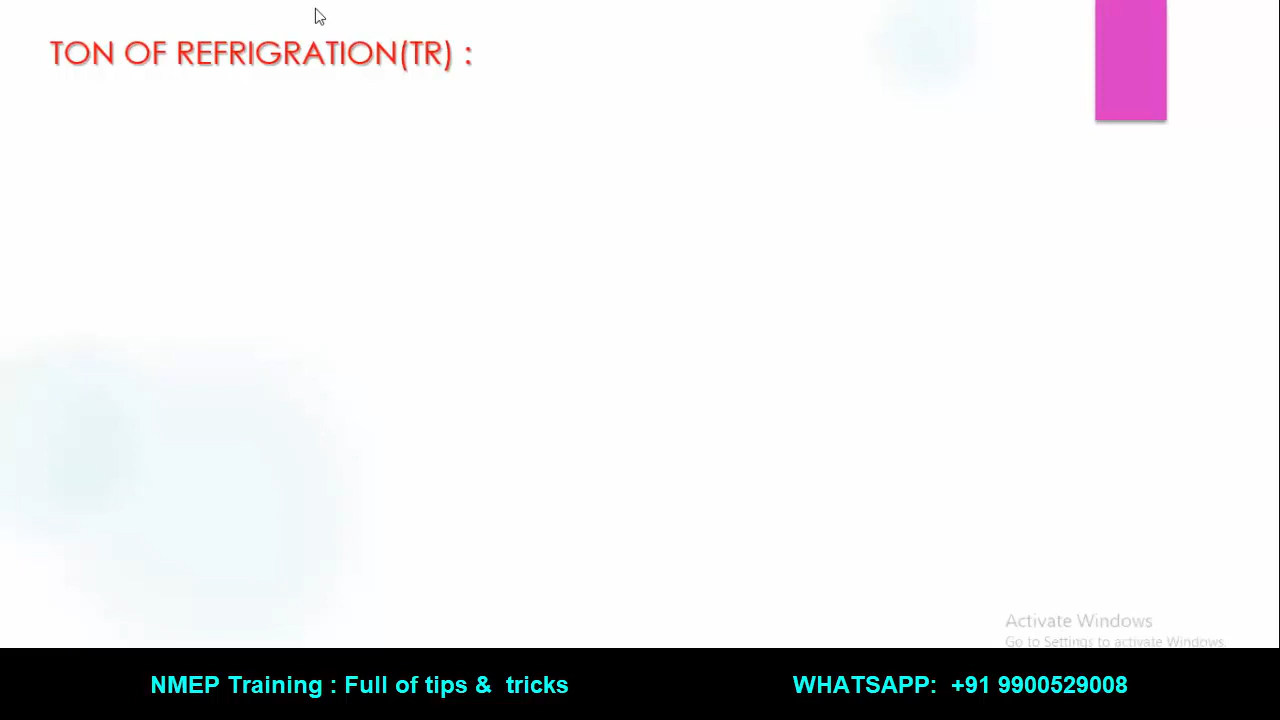 TON OF REFRIGRATION(TR) :
Activate Windows
Go to Settings to activate Windows.
NMEP Training : Full of tips &  tricks
WHATSAPP:  +91 9900529008